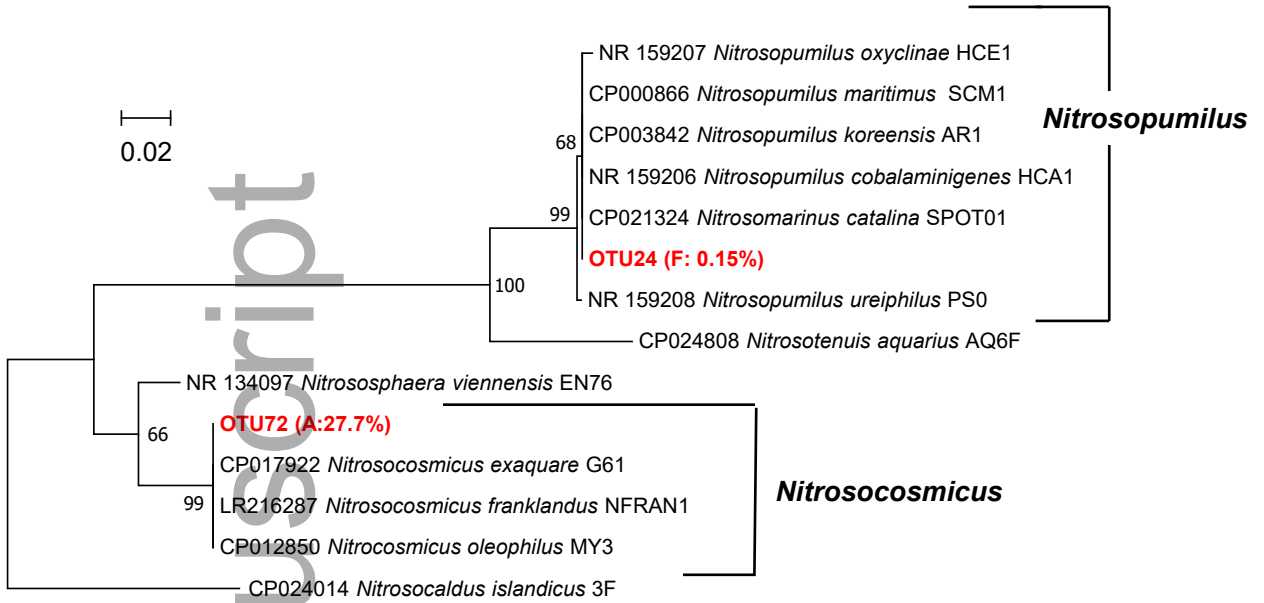 NR 159207 Nitrosopumilus oxyclinae HCE1
CP000866 Nitrosopumilus maritimus SCM1
Nitrosopumilus
0.02
68
CP003842 Nitrosopumilus koreensis AR1
NR 159206 Nitrosopumilus cobalaminigenes HCA1
99
CP021324 Nitrosomarinus catalina SPOT01
OTU24 (F: 0.15%)
100
NR 159208 Nitrosopumilus ureiphilus PS0
CP024808 Nitrosotenuis aquarius AQ6F
NR 134097 Nitrososphaera viennensis EN76
66
OTU72 (A:27.7%)
CP017922 Nitrosocosmicus exaquare G61
99
LR216287 Nitrosocosmicus franklandus NFRAN1
Nitrosocosmicus
CP012850 Nitrocosmicus oleophilus MY3
CP024014 Nitrosocaldus islandicus 3F
uscript